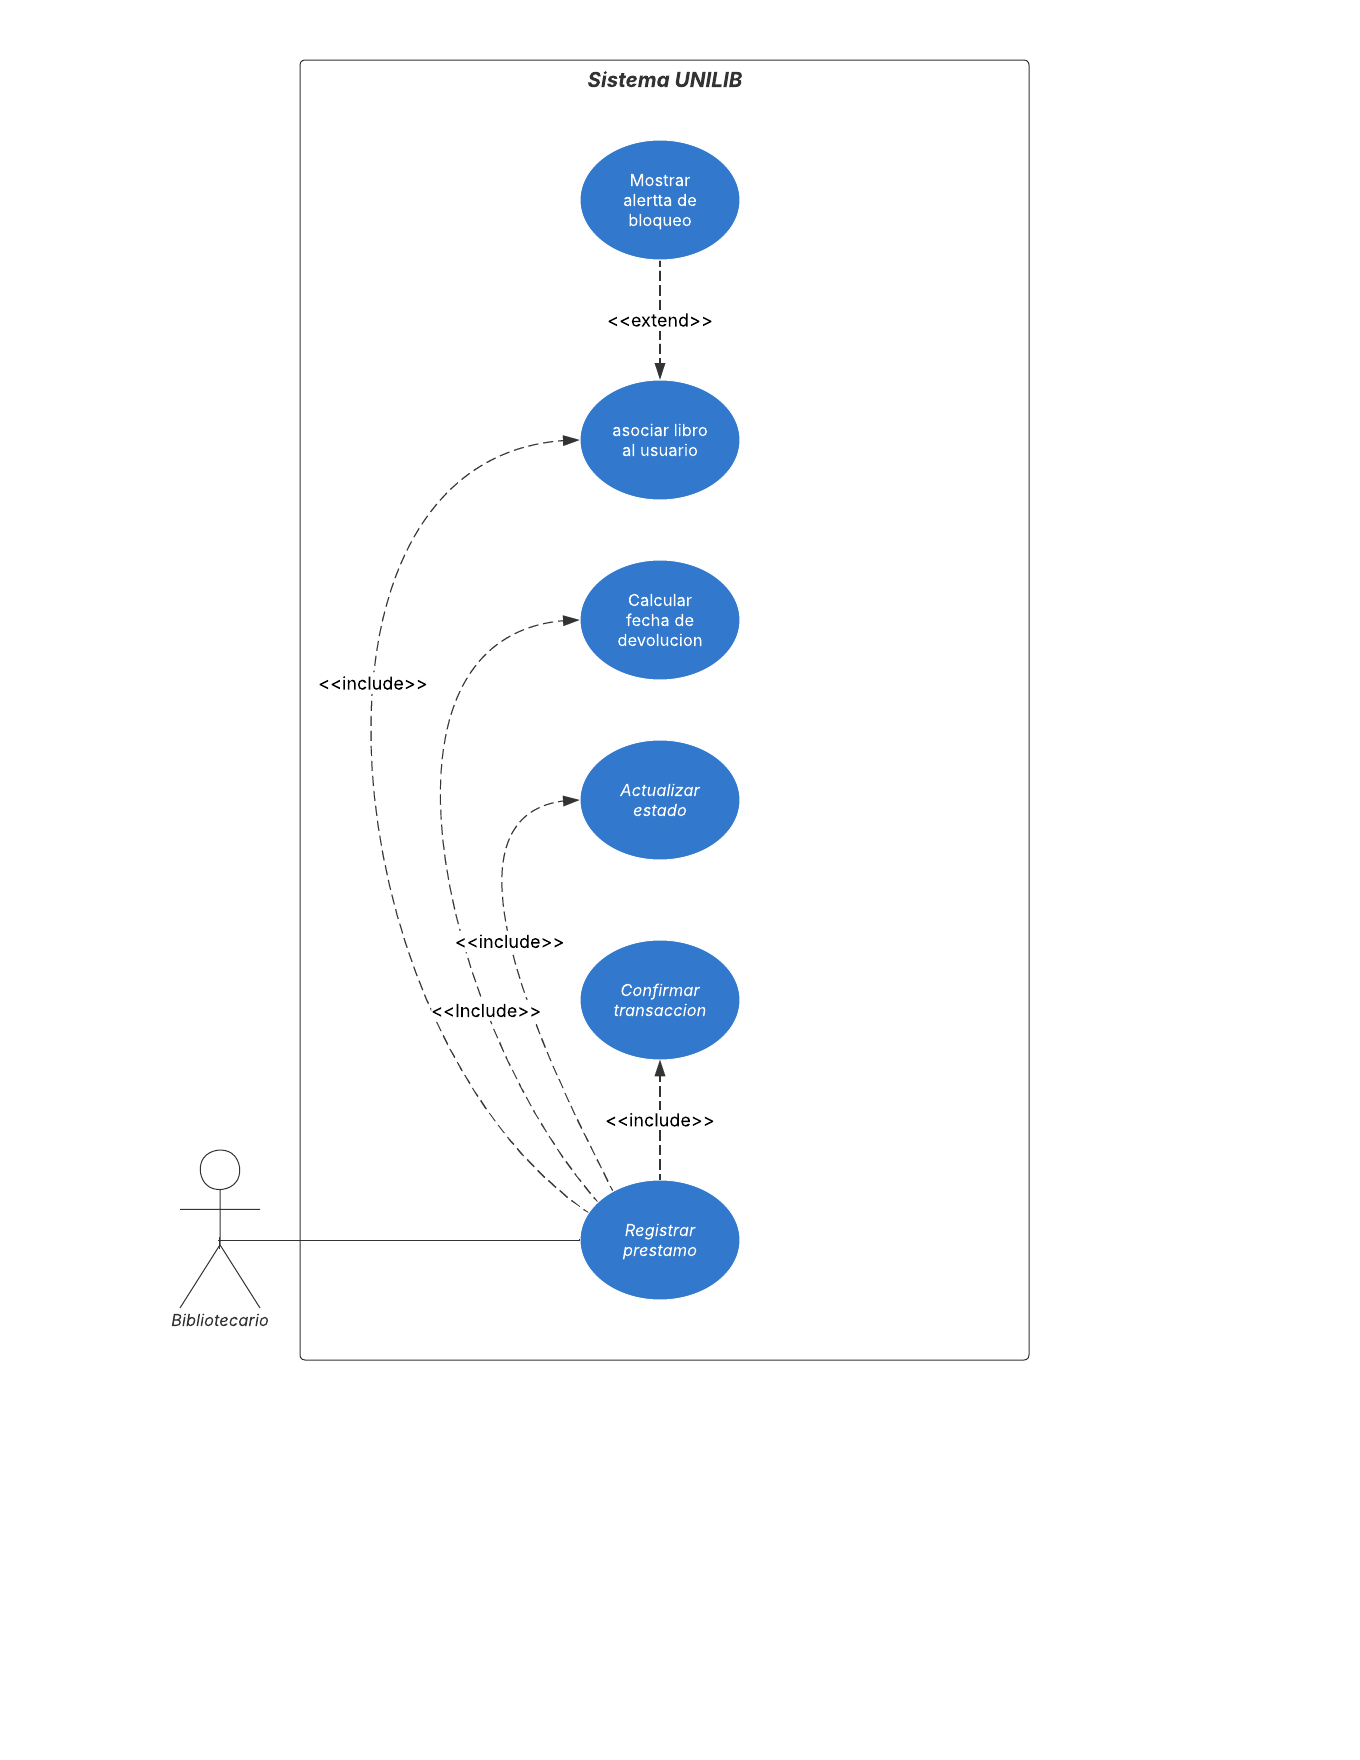 Sistema UNILIB
Mostrar
alertta de
bloqueo
<<extend>>
asociar libro
al usuario
Calcular
fecha de
devolucion
<<include>>
Actualizar
estado
<<include>>
Confirmar
transaccion
<<Include>>
<<include>>
Registrar
prestamo
Bibliotecario